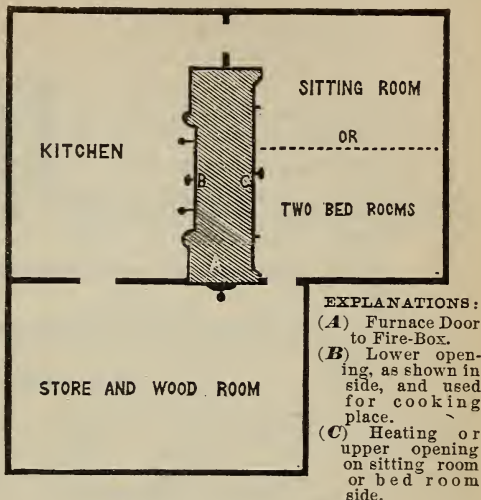 SITTING ROOM
OR
KITCHEN
B
C
TWO BED ROOMS
A
STORE AND WOOD ROOM
EXPLANATIONS:
(A) Furnace Door
to Fire-Box.
(B) Lower open-
ing, as shown in
side, and used
for cooking
place.
(C) Heating or
upper opening
on sitting room
or bed room
side.